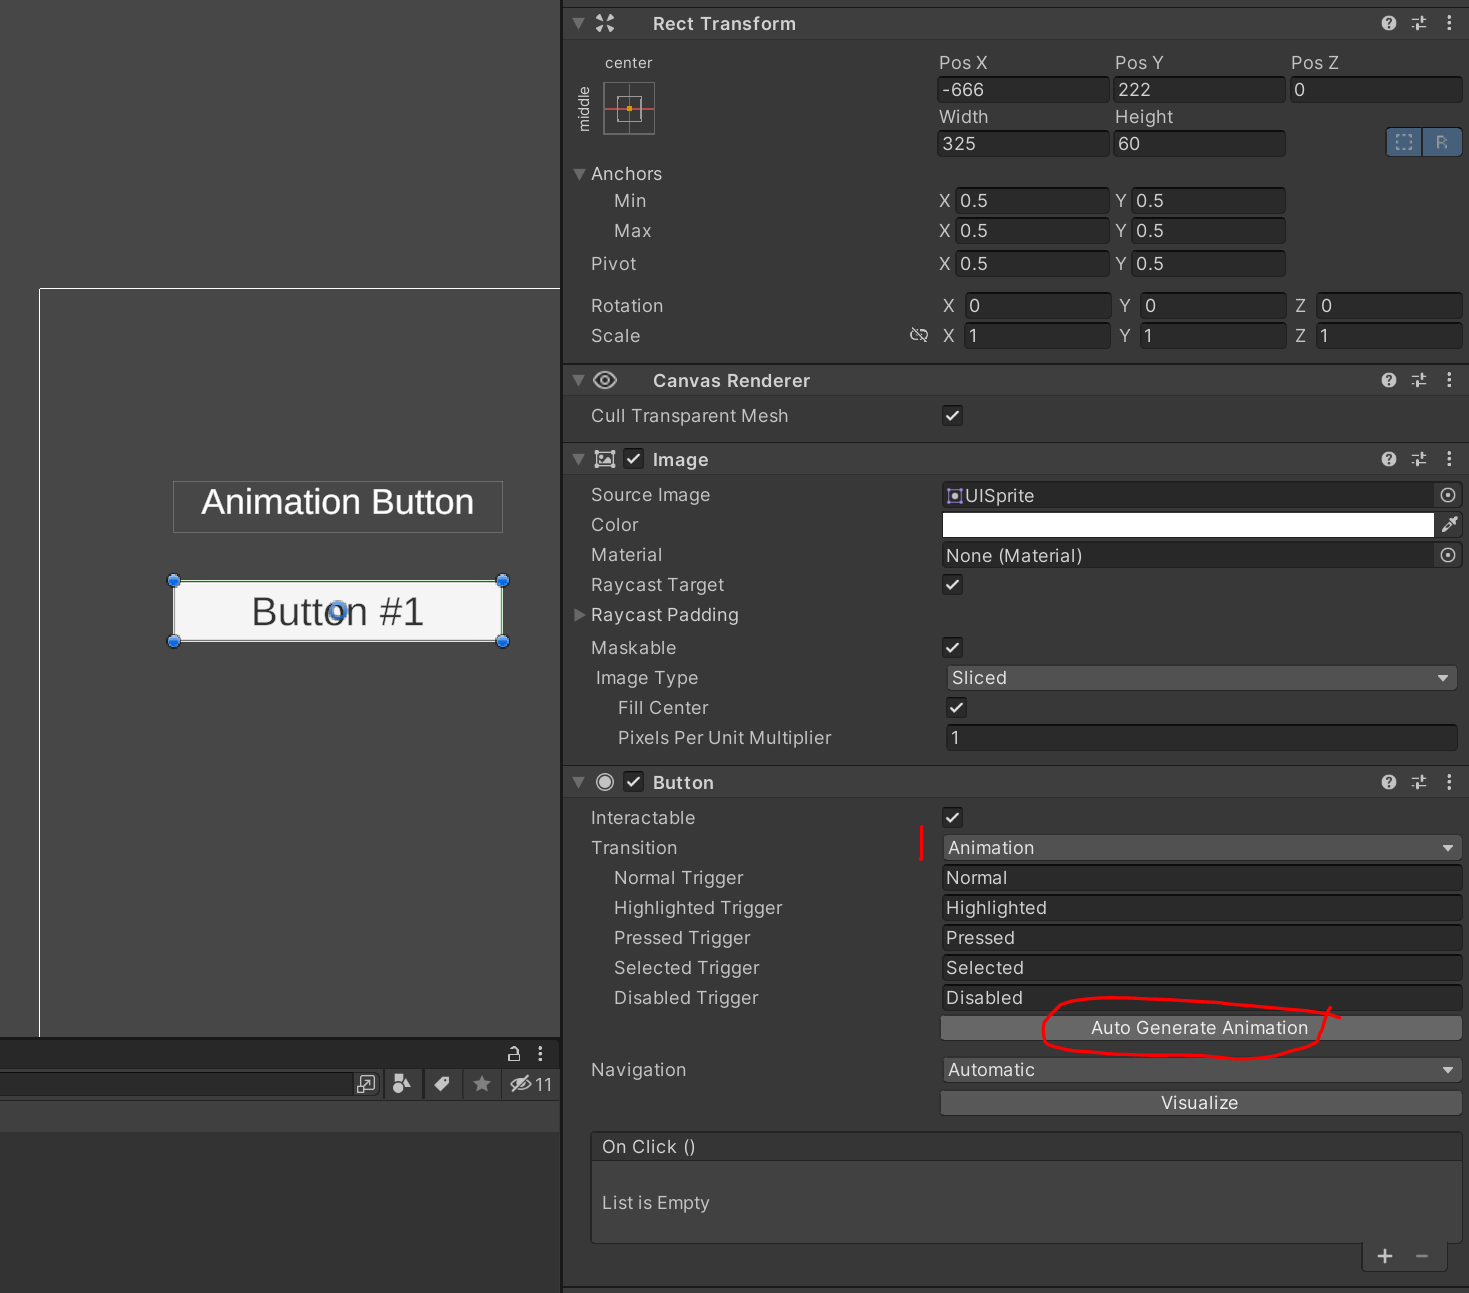 Animation Button
Button #1
11
Rect Transform
center
middle
Pos X Pos Y Pos Z
-666 222 0
Width Height
325 60
R
Anchors
Min X 0.5 Y 0.5
Max X 0.5 Y 0.5
Pivot X 0.5 Y 0.5
Rotation X 0 Y 0 Z 0
Scale X 1 Y 1 Z 1
Canvas Renderer
Cull Transparent Mesh
Image
Source Image UISprite
Color
Material None (Material)
Raycast Target
Raycast Padding
Maskable
Image Type Sliced
Fill Center
Pixels Per Unit Multiplier 1
Button
Interactable
Transition Animation
Normal Trigger Normal
Highlighted Trigger Highlighted
Pressed Trigger Pressed
Selected Trigger Selected
Disabled Trigger Disabled
Auto Generate Animation
Navigation Automatic
Visualize
On Click ()
List is Empty